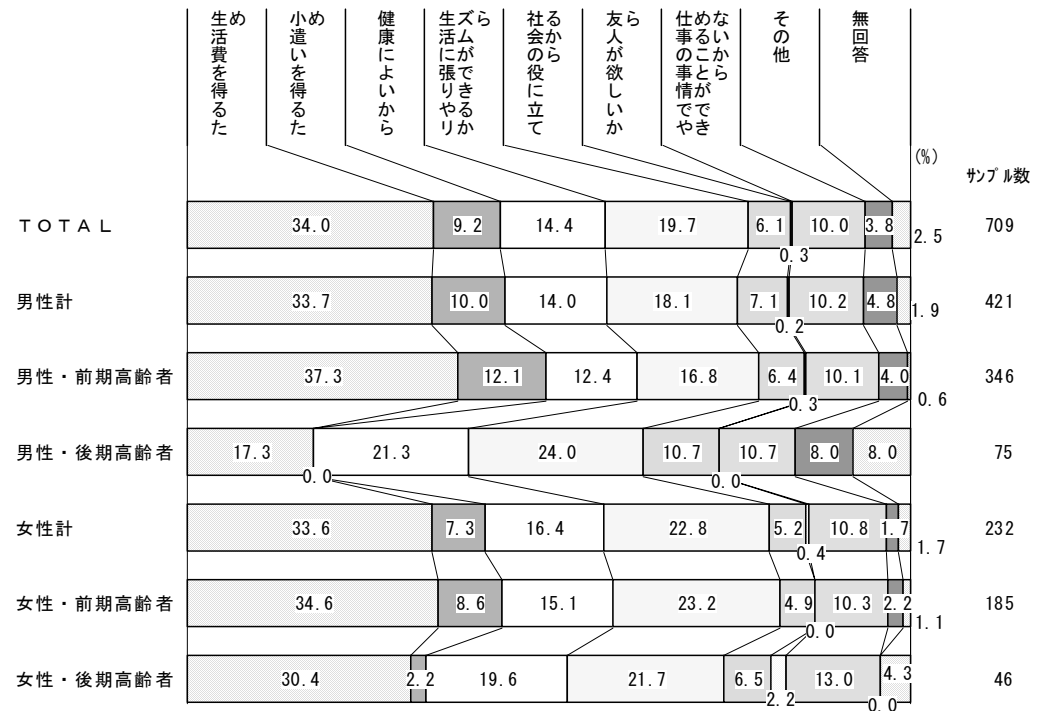 生活費を得るた
め
小遣いを得るた
め
健康によいから
生活に張りやリ
ズムができるか
ら
社会の役に立て
るから
友人が欲しいか
ら
仕事の事情でや
めることができ
ないから
その他
無回答
(%)
ｻﾝﾌﾟﾙ数
ＴＯＴＡＬ 34.0 9.2 14.4 19.7 6.1 0.3 10.0 3.8 2.5 709
男性計 33.7 10.0 14.0 18.1 7.1 0.2 10.2 4.8 1.9 421
男性・前期高齢者 37.3 12.1 12.4 16.8 6.4 0.3 10.1 4.0 0.6 346
男性・後期高齢者 17.3 0.0 21.3 24.0 10.7 0.0 10.7 8.0 8.0 75
女性計 33.6 7.3 16.4 22.8 5.2 0.4 10.8 1.7 1.7 232
女性・前期高齢者 34.6 8.6 15.1 23.2 4.9 0.0 10.3 2.2 1.1 185
女性・後期高齢者 30.4 2.2 19.6 21.7 6.5 2.2 13.0 0.0 4.3 46